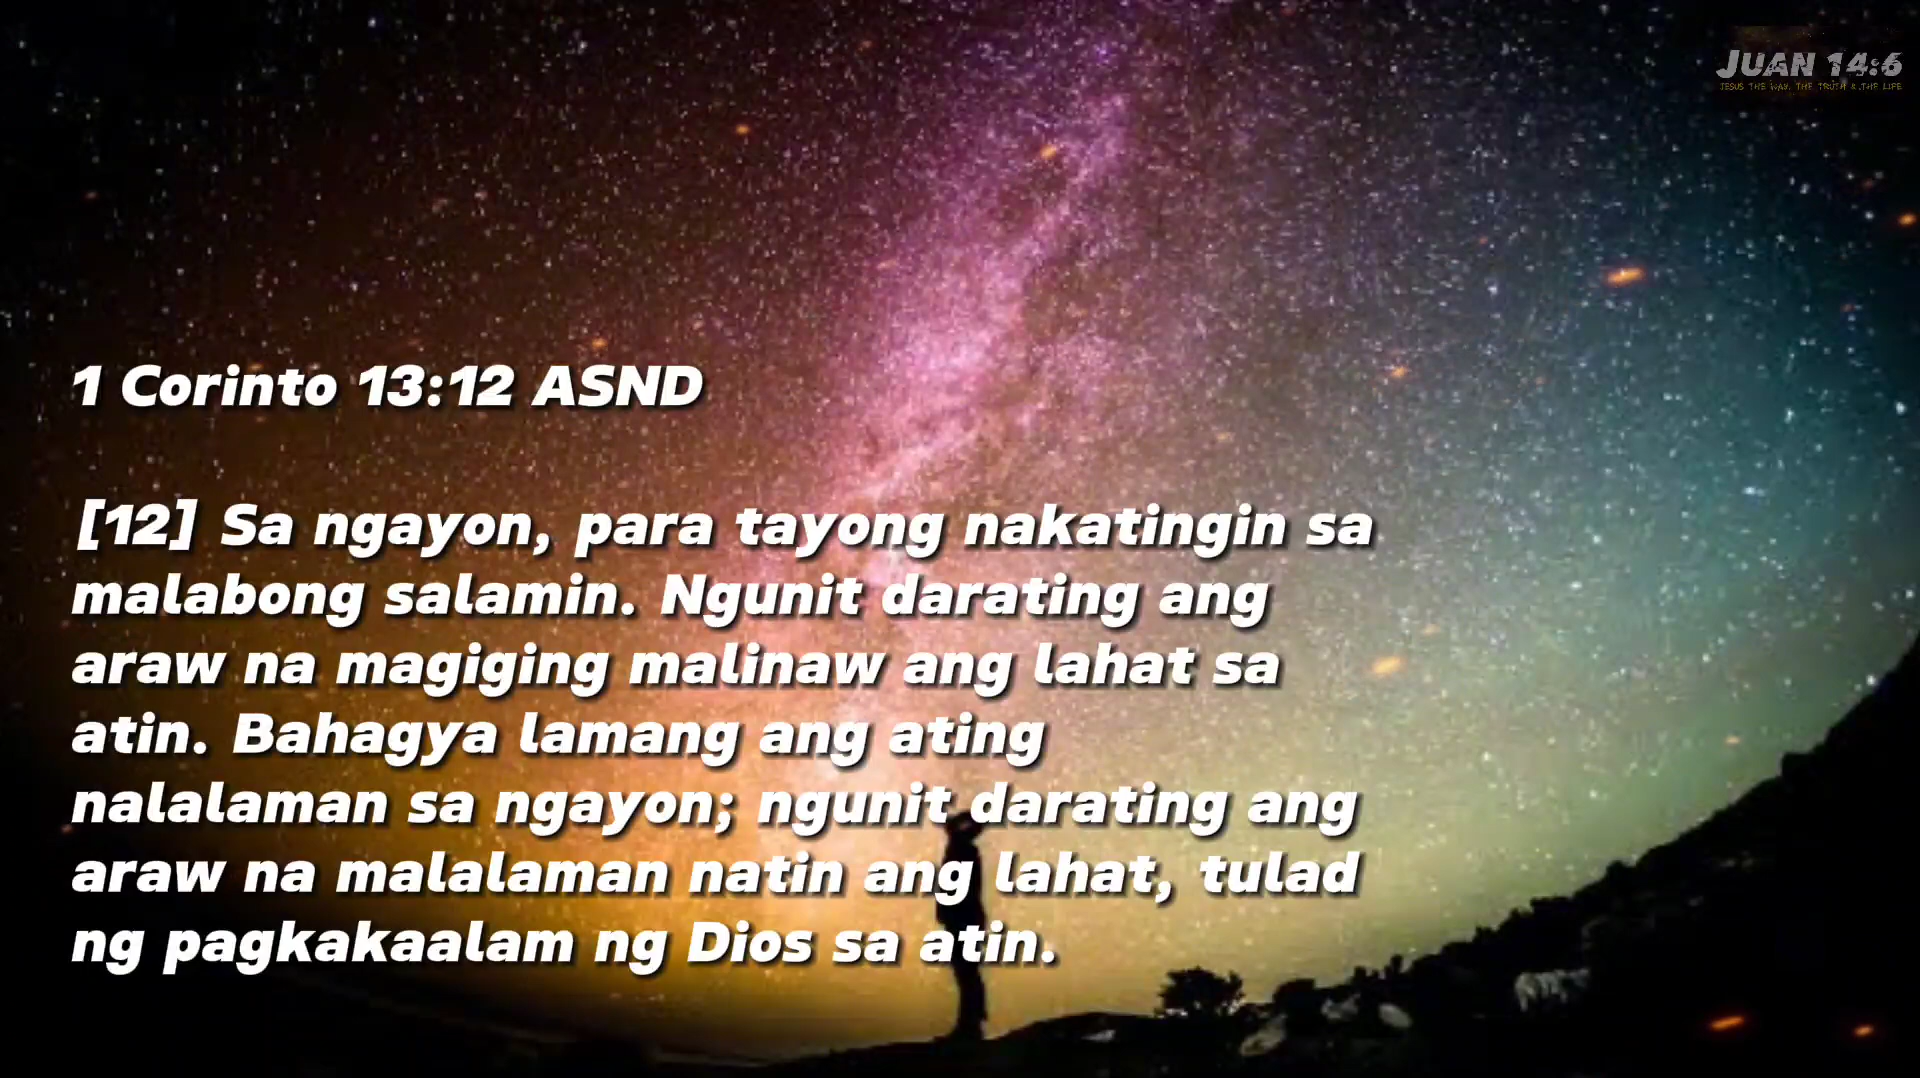 JUAN 14:6
JESUS THE WAY, THE TRUTH & THE LIFE
1 Corinto 13:12 ASND
[12] Sa ngayon, para tayong nakatingin sa
malabong salamin. Ngunit darating ang
araw na magiging malinaw ang lahat sa
atin. Bahagya lamang ang ating
nalalaman sa ngayon; ngunit darating ang
araw na malalaman natin ang lahat, tulad
ng pagkakaalam ng Dios sa atin.